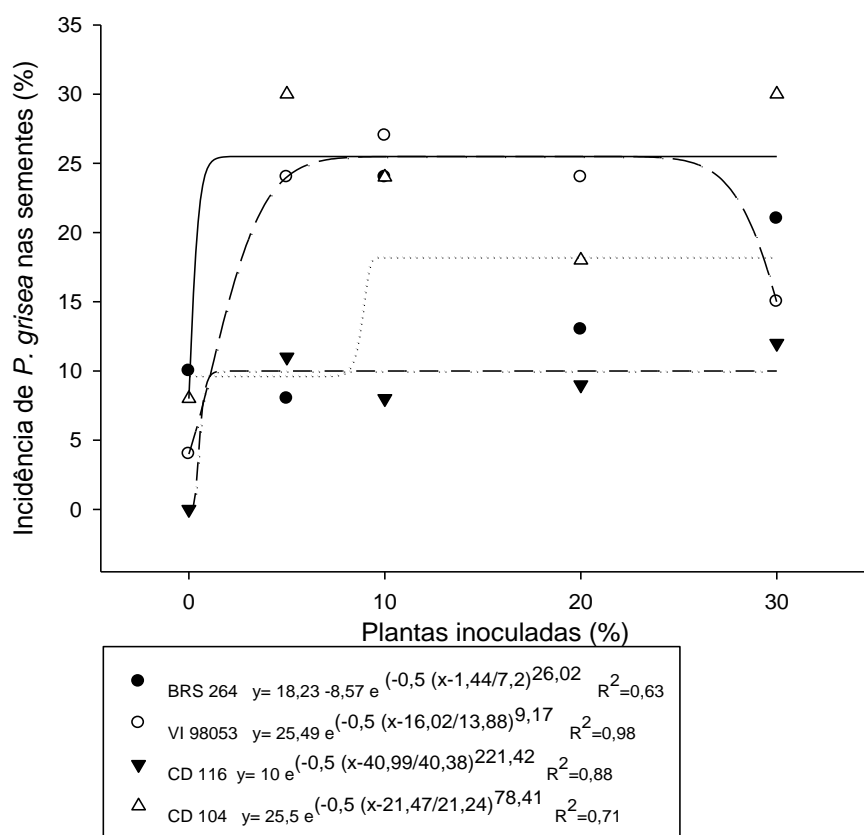 Incidência de P. grisea nas sementes (%)
35
30
25
20
15
10
5
0
0 10 20 30
Plantas inoculadas (%)
BRS 264 y= 18,23 -8,57 e^(-0,5 (x-1,44/7,2)^26,02 R^2=0,63
VI 98053 y= 25,49 e^(-0,5 (x-16,02/13,88)^9,17 R^2=0,98
CD 116 y= 10 e^(-0,5 (x-40,99/40,38)^221,42 R^2=0,88
CD 104 y= 25,5 e^(-0,5 (x-21,47/21,24)^78,41 R^2=0,71